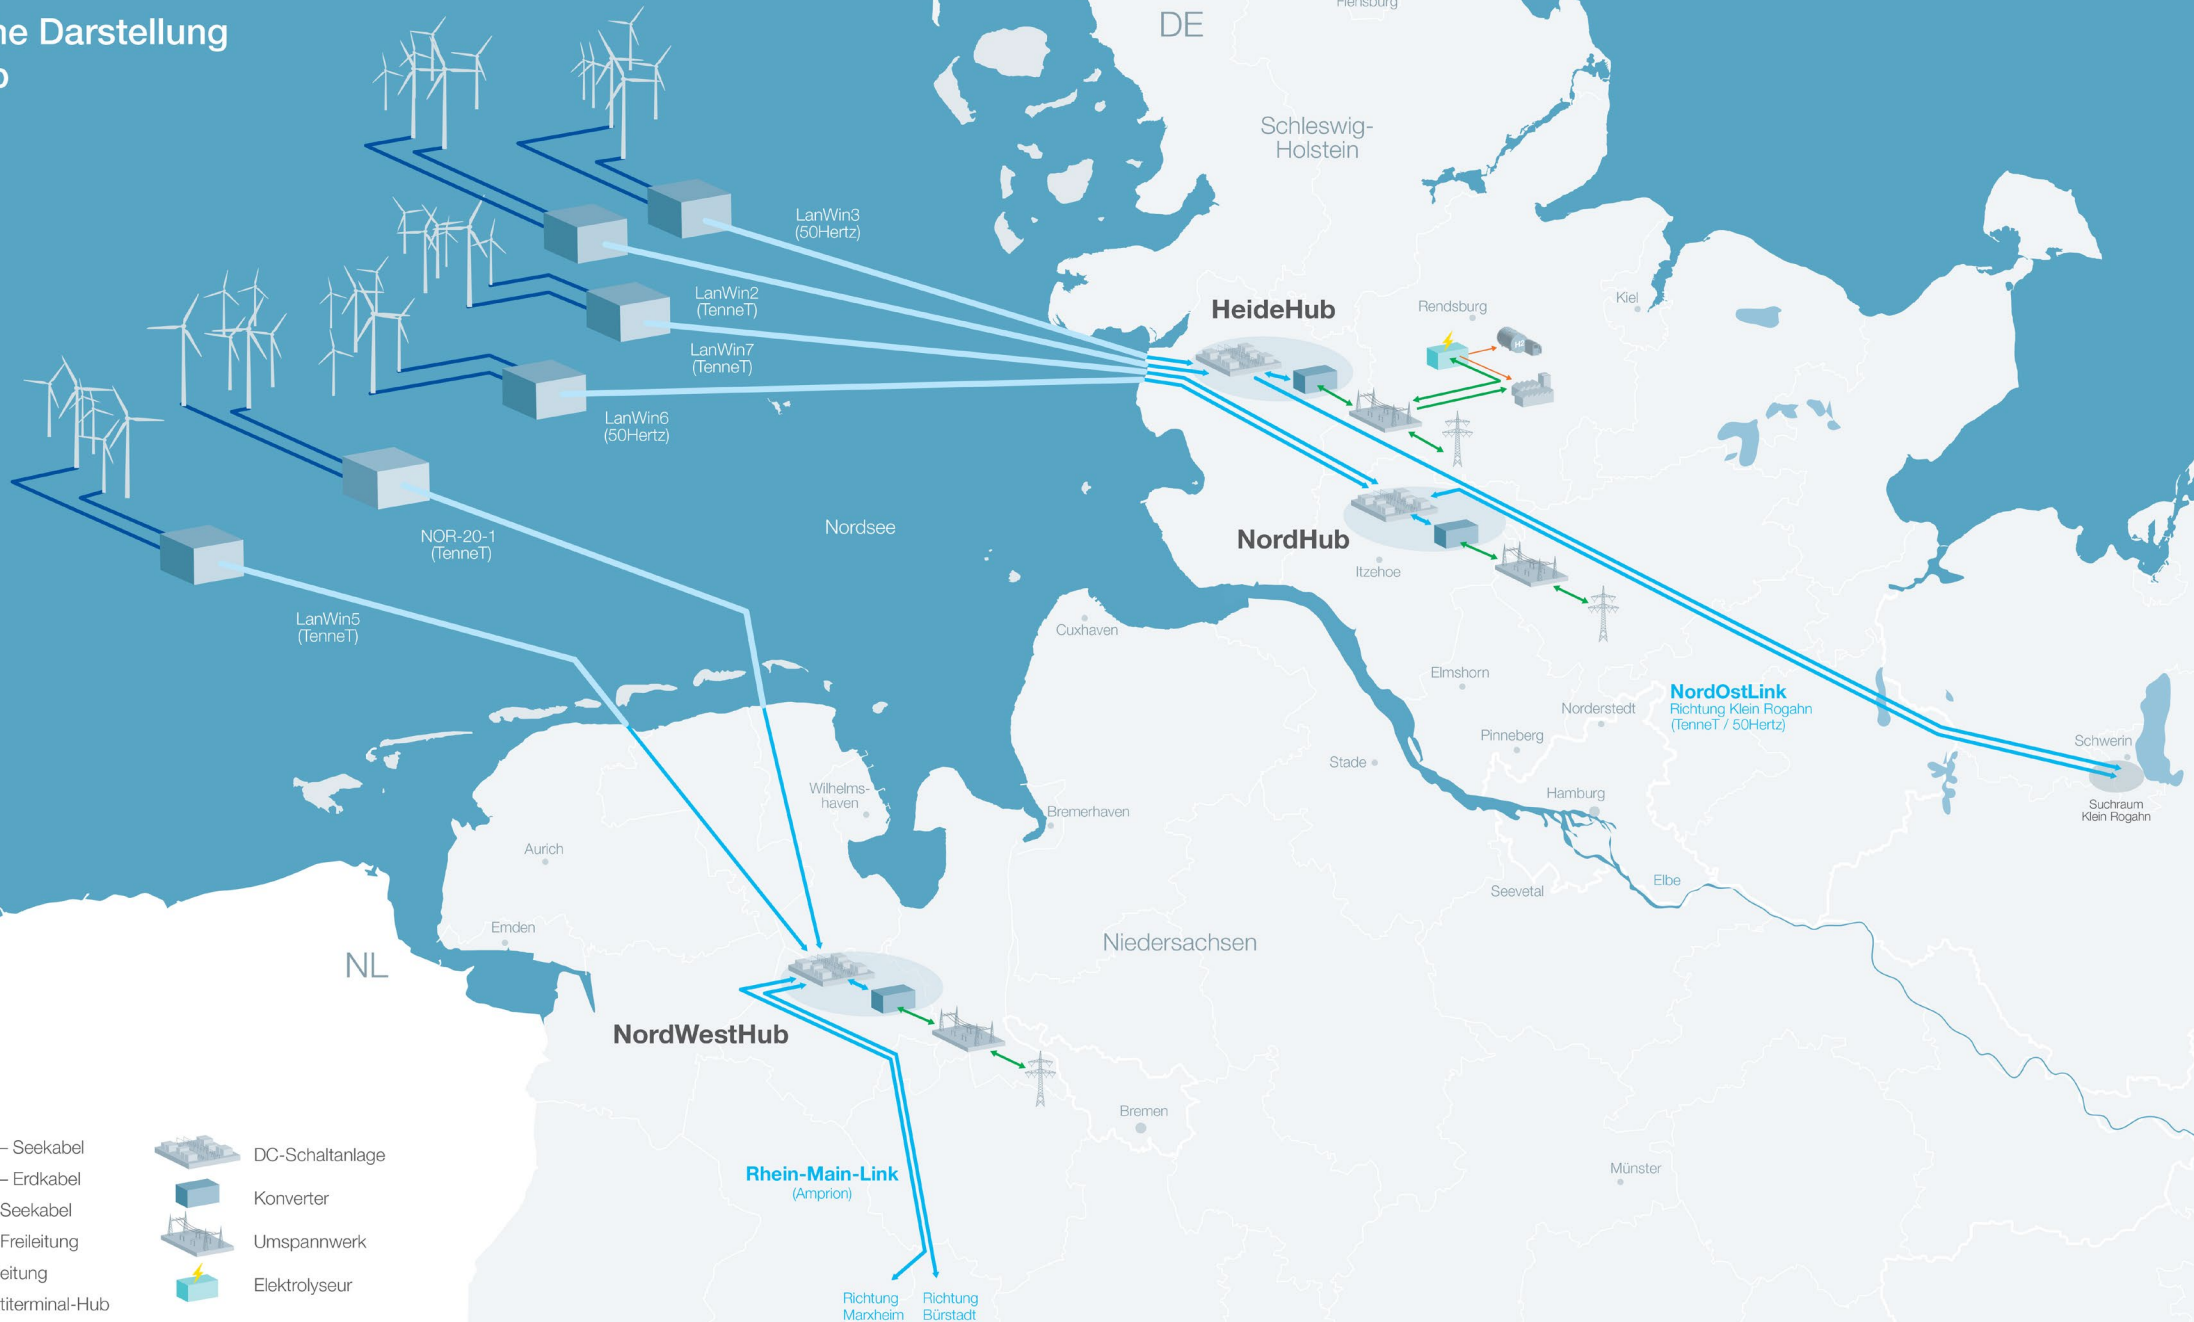 ne Darstellung
DE
Flensburg
Schleswig-
Holstein
LanWin3
(50Hertz)
LanWin2
(TenneT)
LanWin7
(TenneT)
LanWin6
(50Hertz)
NOR-20-1
(TenneT)
LanWin5
(TenneT)
HeideHub
Rendsburg
Kiel
H2
Nordsee
NordHub
Itzehoe
Cuxhaven
Elmshorn
Norderstedt
Pinneberg
Stade
Hamburg
NordOstLink
Richtung Klein Rogahn
(TenneT / 50Hertz)
Schwerin
Suchraum
Klein Rogahn
Wilhelms-
haven
Bremerhaven
Aurich
Emden
Seevetal
Elbe
NL
Niedersachsen
NordWestHub
Bremen
Münster
Rhein-Main-Link
(Amprion)
Richtung
Marxheim
Richtung
Bürstadt
– Seekabel
– Erdkabel
Seekabel
Freileitung
eitung
titerminal-Hub
DC-Schaltanlage
Konverter
Umspannwerk
Elektrolyseur